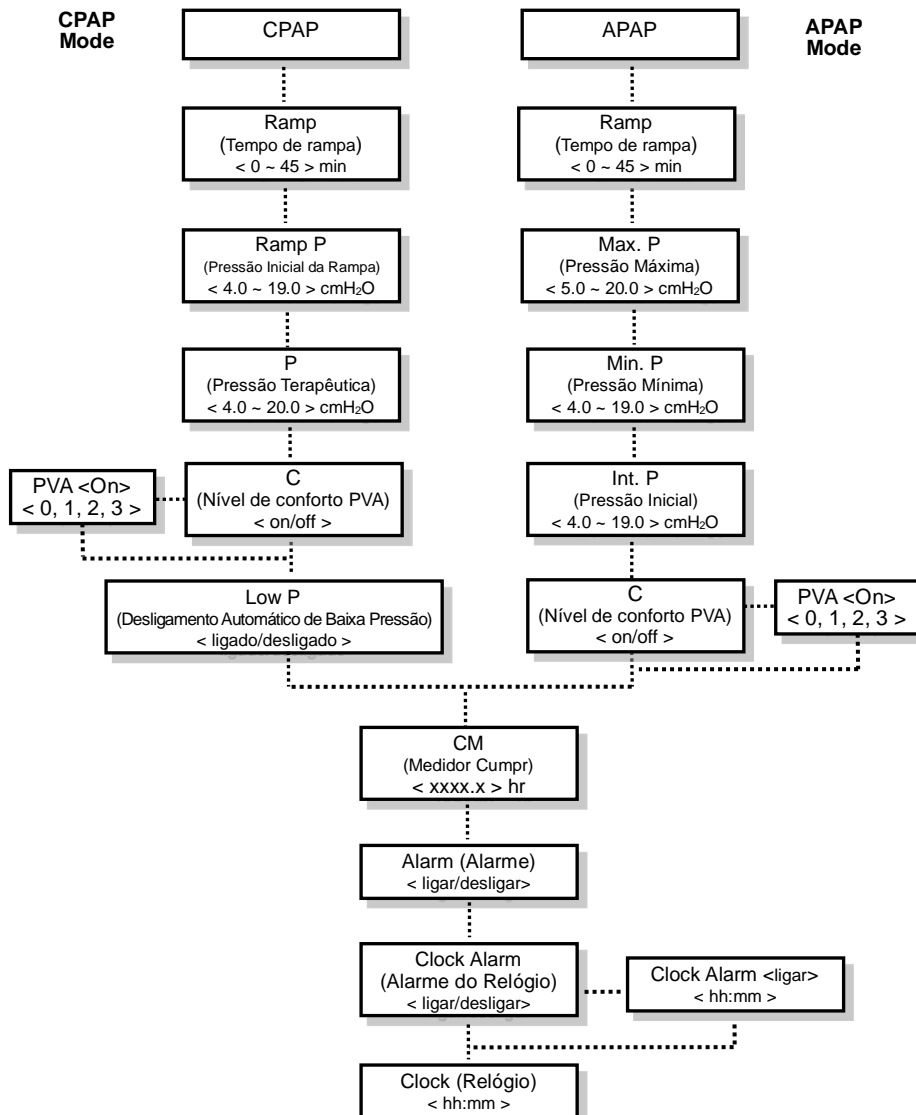 CPAP
Mode
CPAP
Ramp
(Tempo de rampa)
< 0 ~ 45 > min
Ramp P
(Pressão Inicial da Rampa)
< 4.0 ~ 19.0 > cmH₂O
P
(Pressão Terapêutica)
< 4.0 ~ 20.0 > cmH₂O
C
(Nível de conforto PVA)
< on/off >
PVA <On>
< 0, 1, 2, 3 >
Low P
(Desligamento Automático de Baixa Pressão)
< ligado/desligado >
APAP
Mode
APAP
Ramp
(Tempo de rampa)
< 0 ~ 45 > min
Max. P
(Pressão Máxima)
< 5.0 ~ 20.0 > cmH₂O
Min. P
(Pressão Mínima)
< 4.0 ~ 19.0 > cmH₂O
Int. P
(Pressão Inicial)
< 4.0 ~ 19.0 > cmH₂O
C
(Nível de conforto PVA)
< on/off >
PVA <On>
< 0, 1, 2, 3 >
CM
(Medidor Cumpr)
< xxxx.x > hr
Alarm (Alarme)
< ligar/desligar>
Clock Alarm
(Alarme do Relógio)
< ligar/desligar>
Clock Alarm <ligar>
< hh:mm >
Clock (Relógio)
< hh:mm >